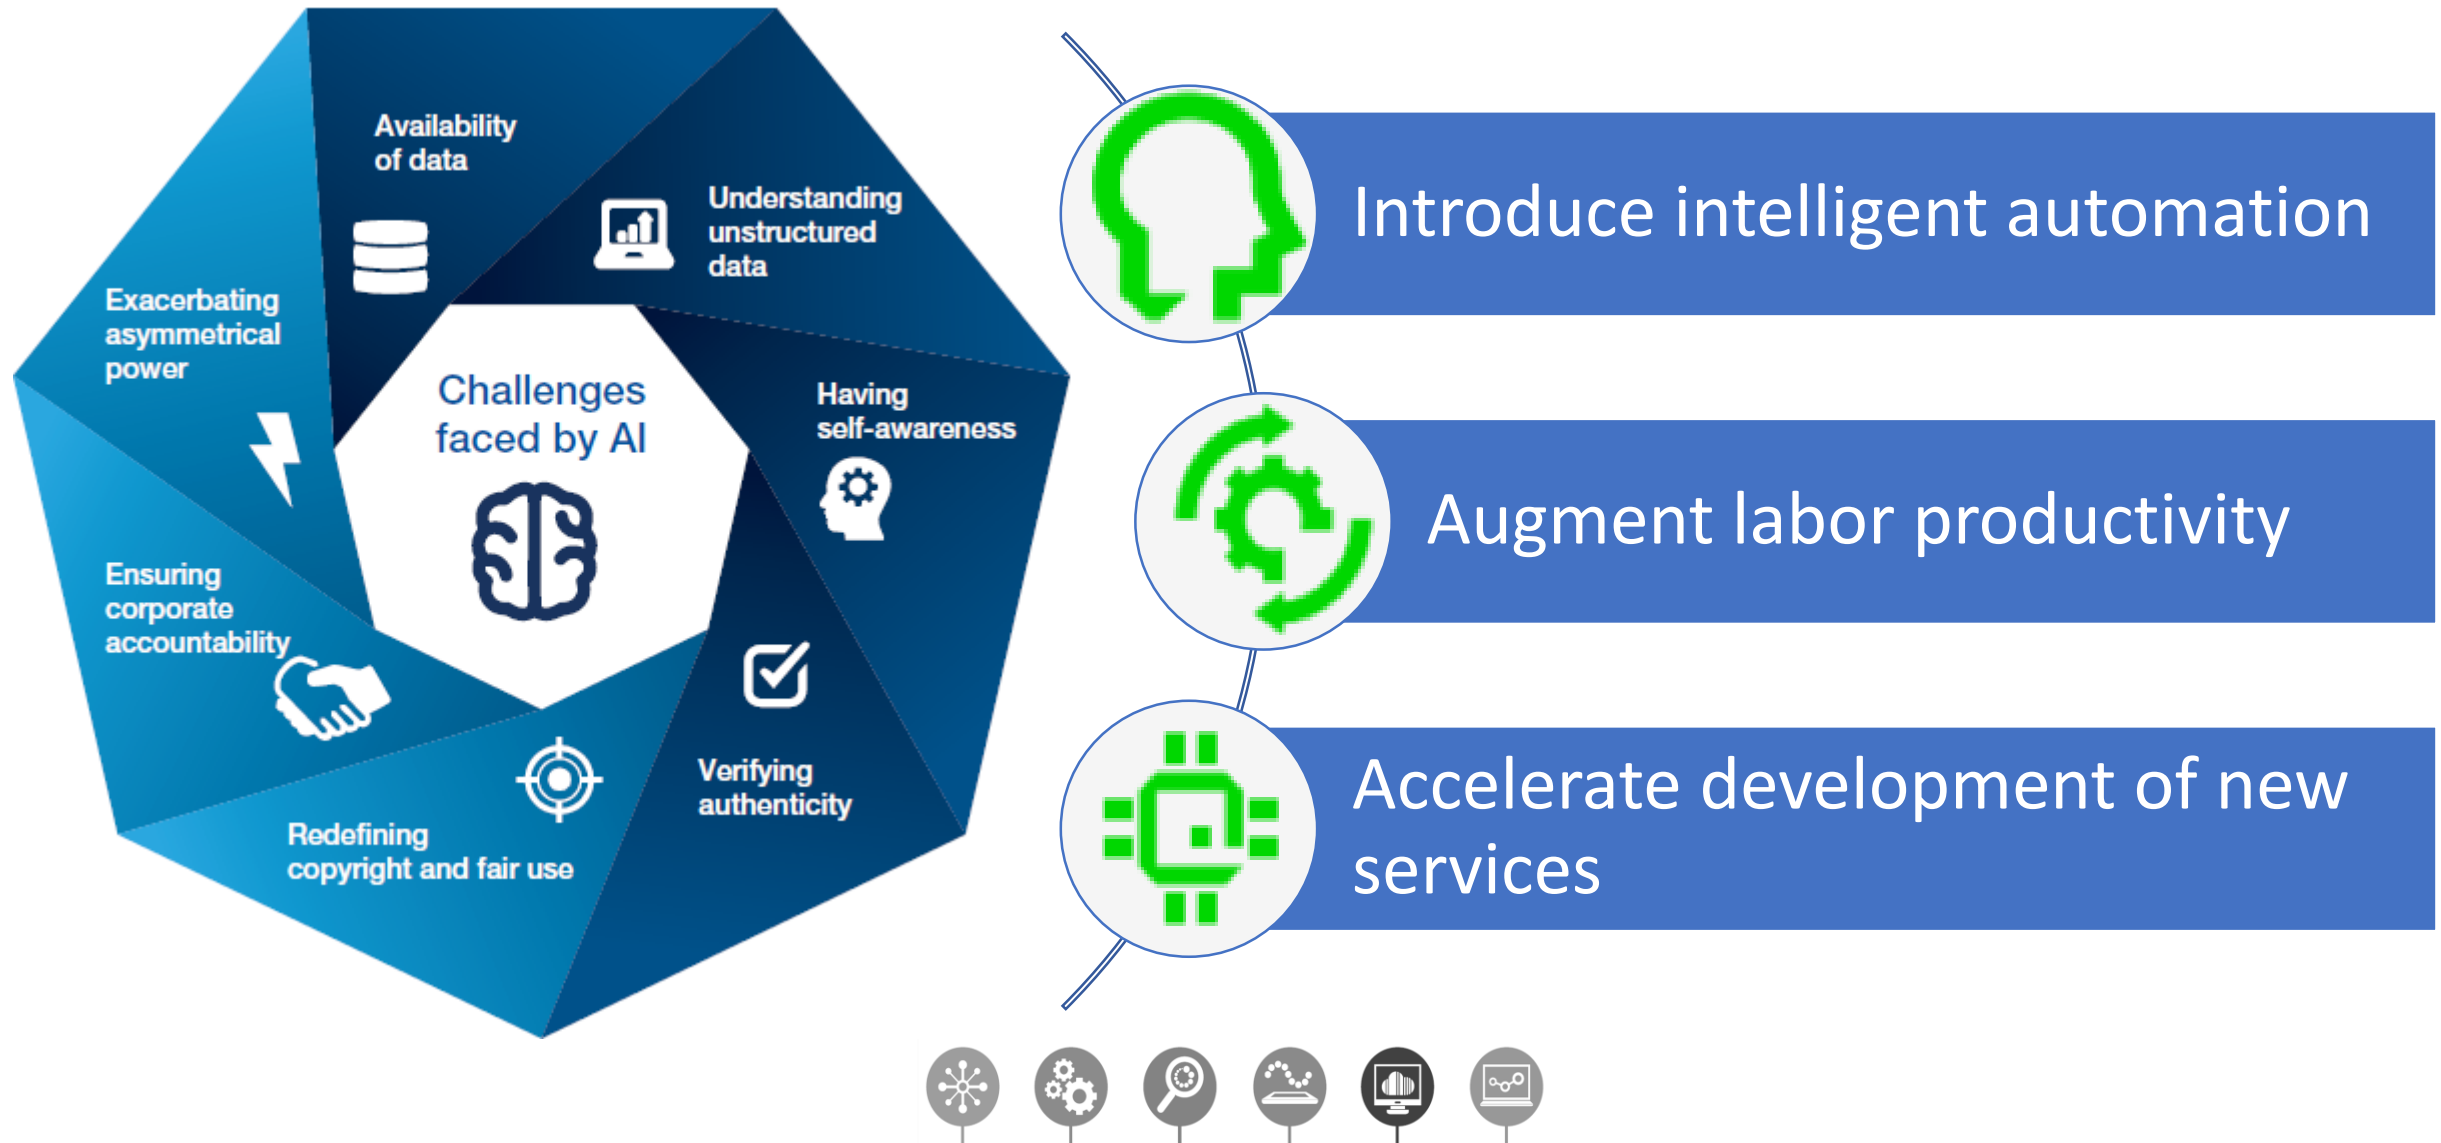 Availability
of data
Understanding
unstructured
data
Having
self-awareness
Verifying
authenticity
Redefining
copyright and fair use
Ensuring
corporate
accountability
Exacerbating
asymmetrical
power
Challenges
faced by AI
Introduce intelligent automation
Augment labor productivity
Accelerate development of new
services